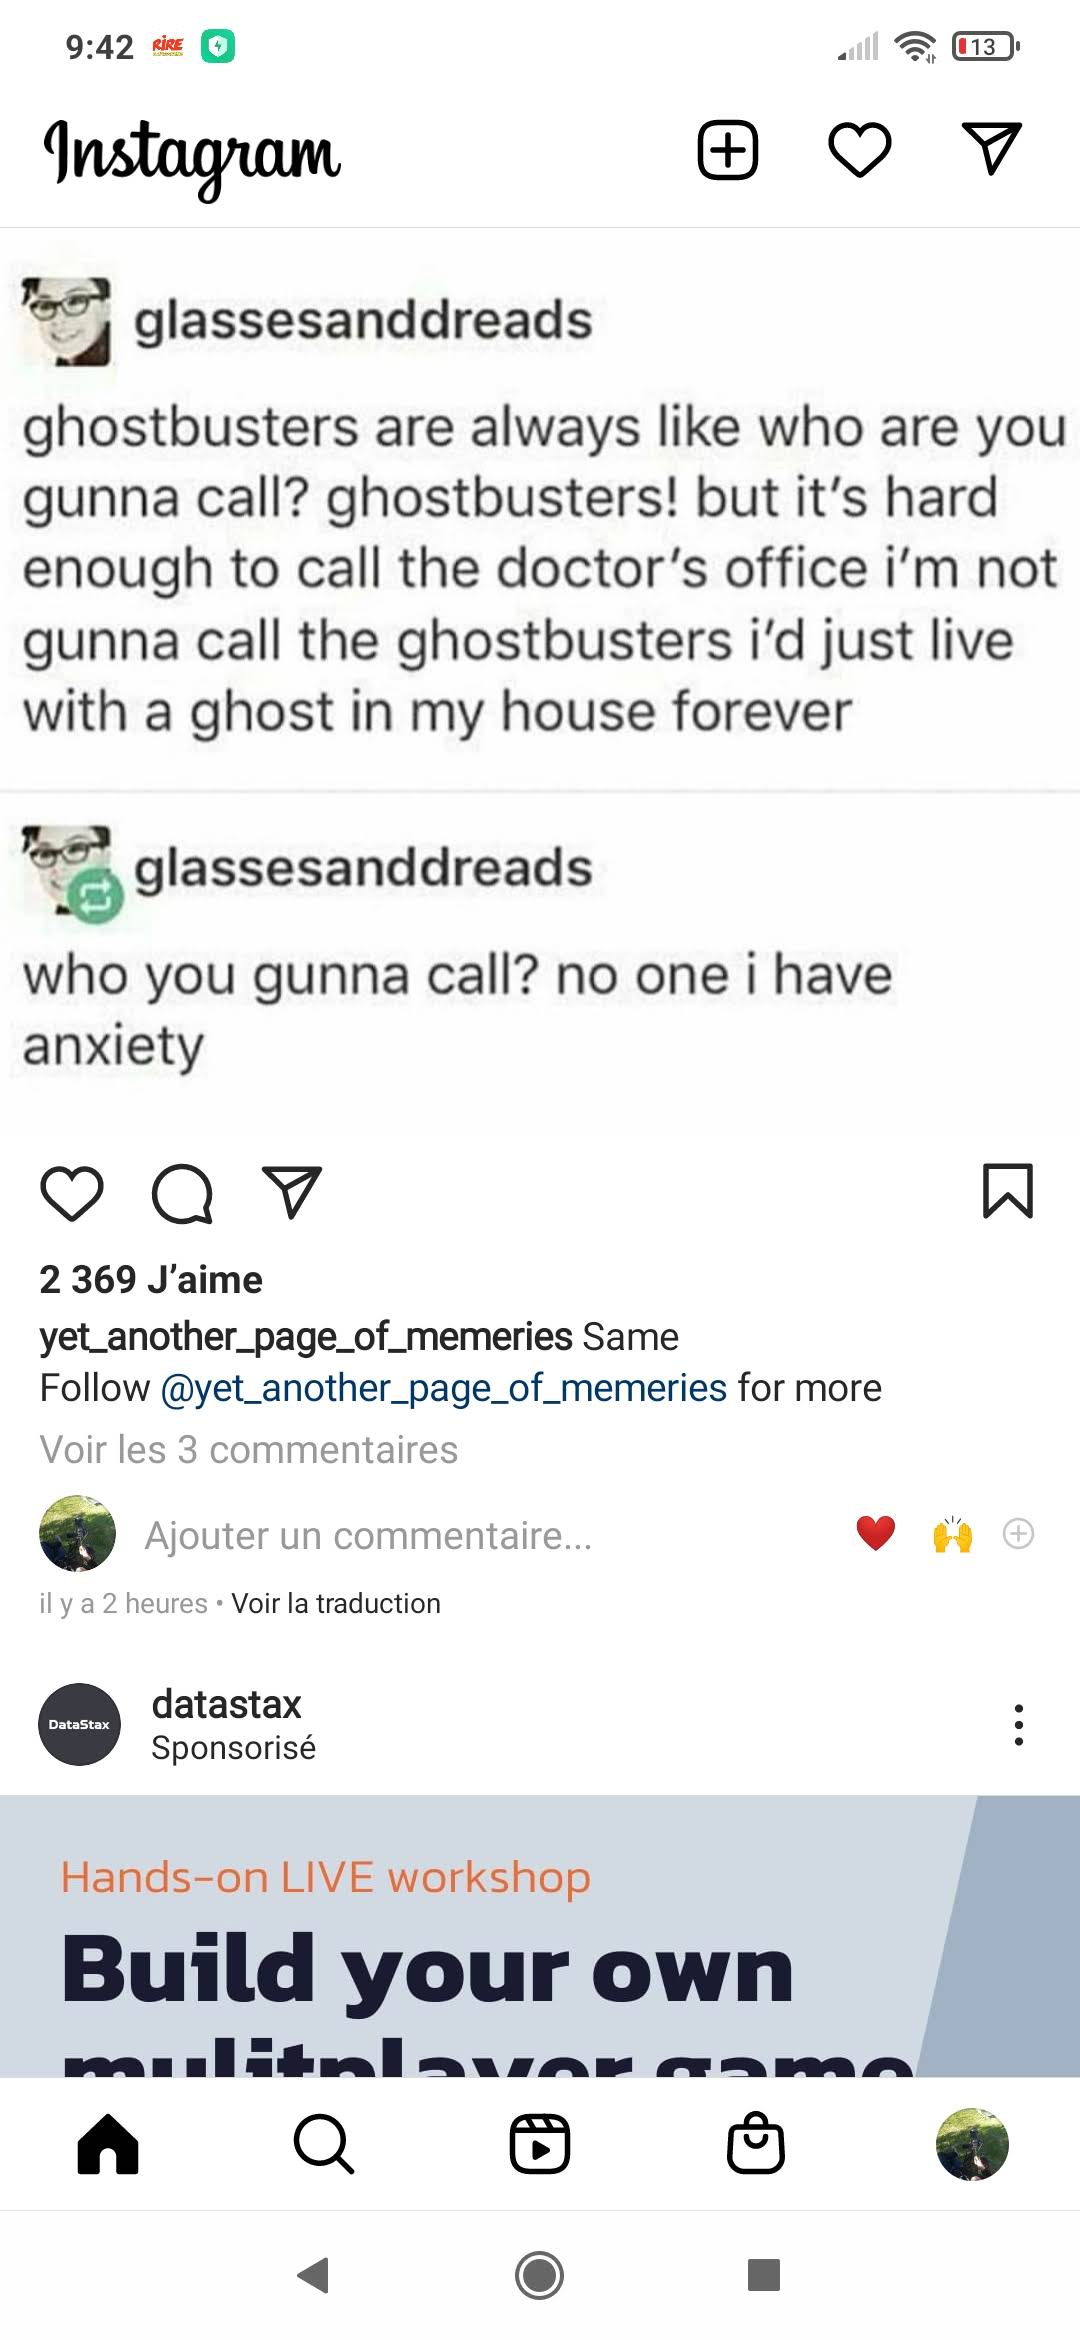 9:42 RiRE 13
Instagram
glassesanddreads
ghostbusters are always like who are you
gunna call? ghostbusters! but it’s hard
enough to call the doctor’s office i’m not
gunna call the ghostbusters i’d just live
with a ghost in my house forever
glassesanddreads
who you gunna call? no one i have
anxiety
2 369 J’aime
yet_another_page_of_memeries Same
Follow @yet_another_page_of_memeries for more
Voir les 3 commentaires
Ajouter un commentaire...
il y a 2 heures • Voir la traduction
DataStax
datastax
Sponsorisé
Hands-on LIVE workshop
Build your own
mulitplayer game